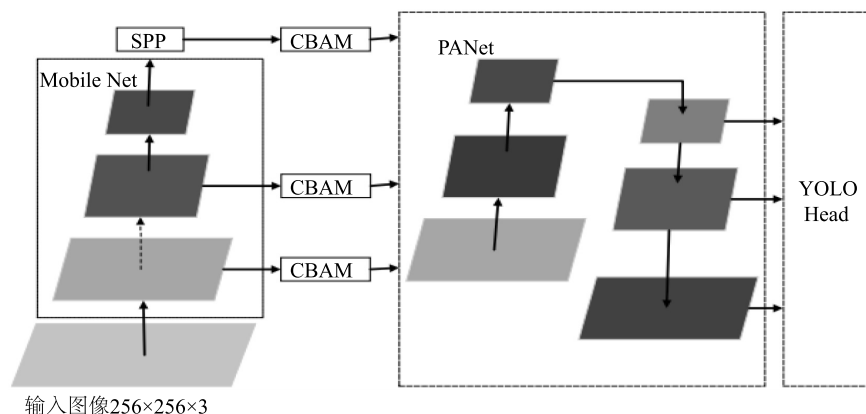 SPP
CBAM
PANet
Mobile Net
CBAM
YOLO
Head
CBAM
输入图像256×256×3